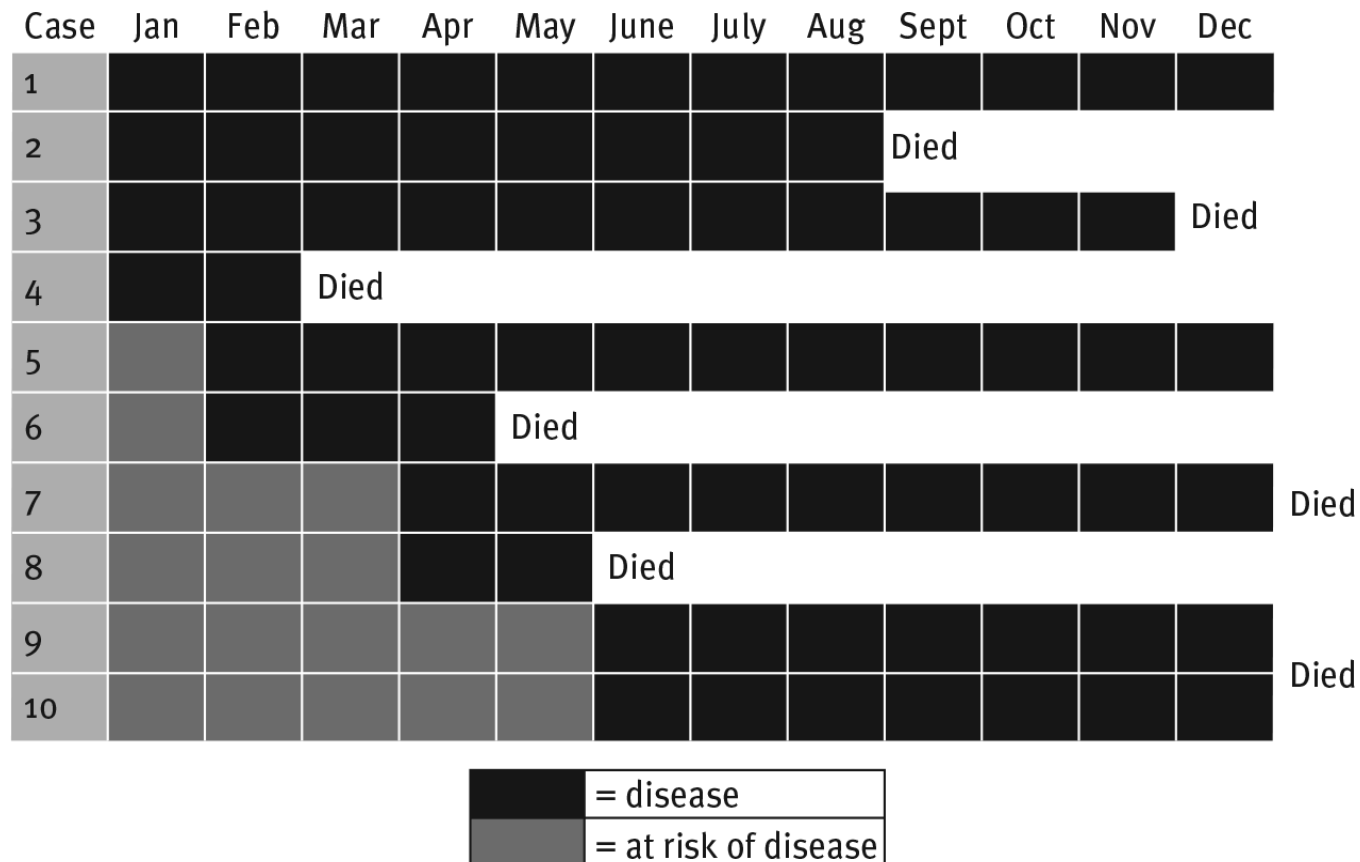 Case Jan Feb Mar Apr May June July Aug Sept Oct Nov Dec
1
2 Died
3 Died
4 Died
5
6 Died
7 Died
8 Died
9
Died
10
= disease
= at risk of disease